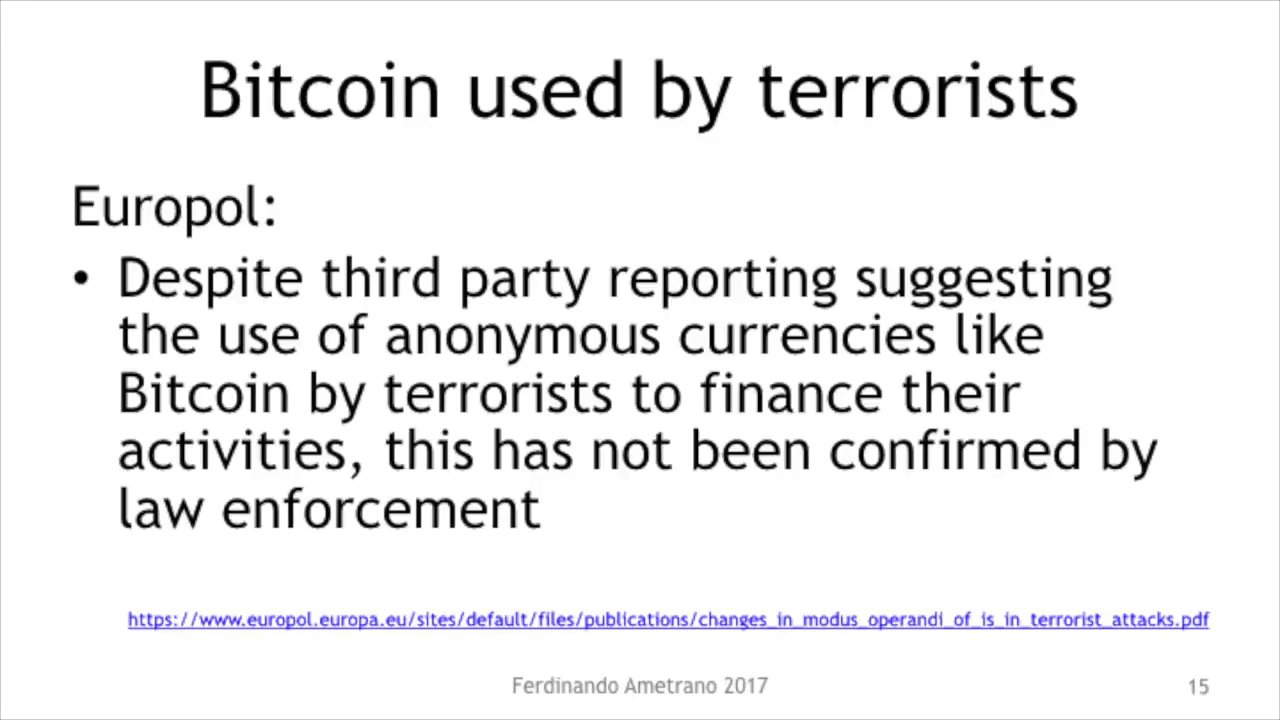 Bitcoin used by terrorists
Europol:
• Despite third party reporting suggesting
the use of anonymous currencies like
Bitcoin by terrorists to finance their
activities, this has not been confirmed by
law enforcement
https://www.europol.europa.eu/sites/default/files/publications/changes_in_modus_operandi_of_is_in_terrorist_attacks.pdf
Ferdinando Ametrano 2017
15